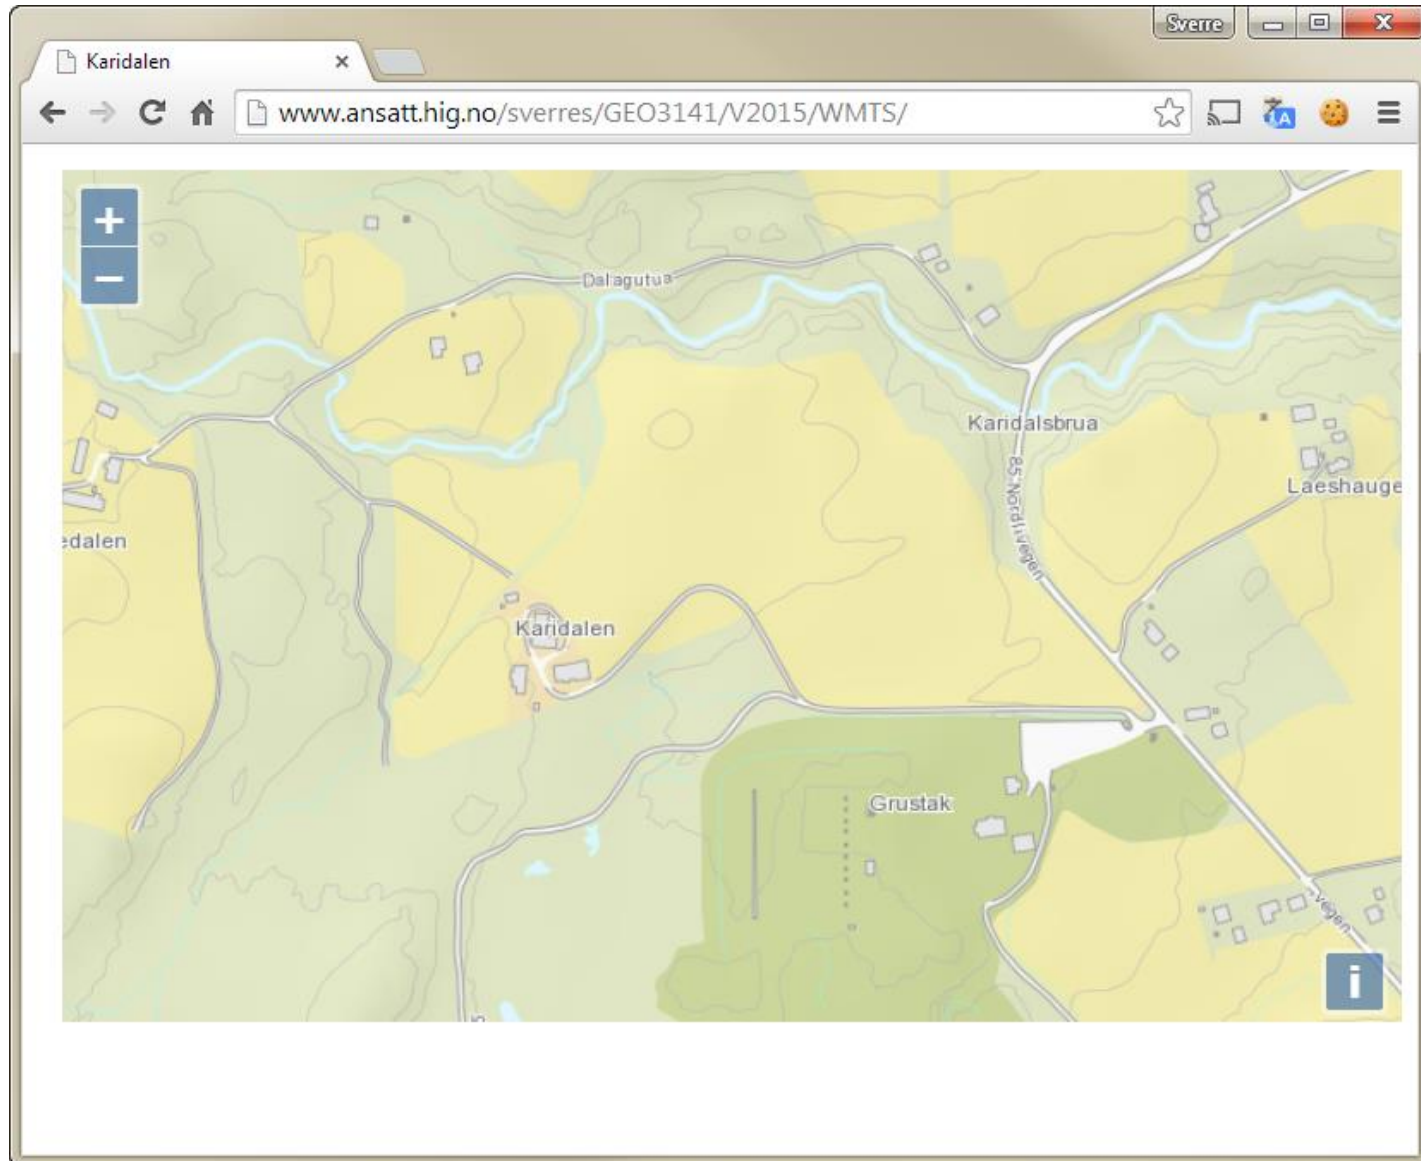 Sverre
Karidalen
www.ansatt.hig.no/sverres/GEO3141/V2015/WMTS/
+
−
Dalagutua
Karidalsbrua
85 Nordlivegen
Laeshauge
edalen
Karidalen
Grustak
vegen
i